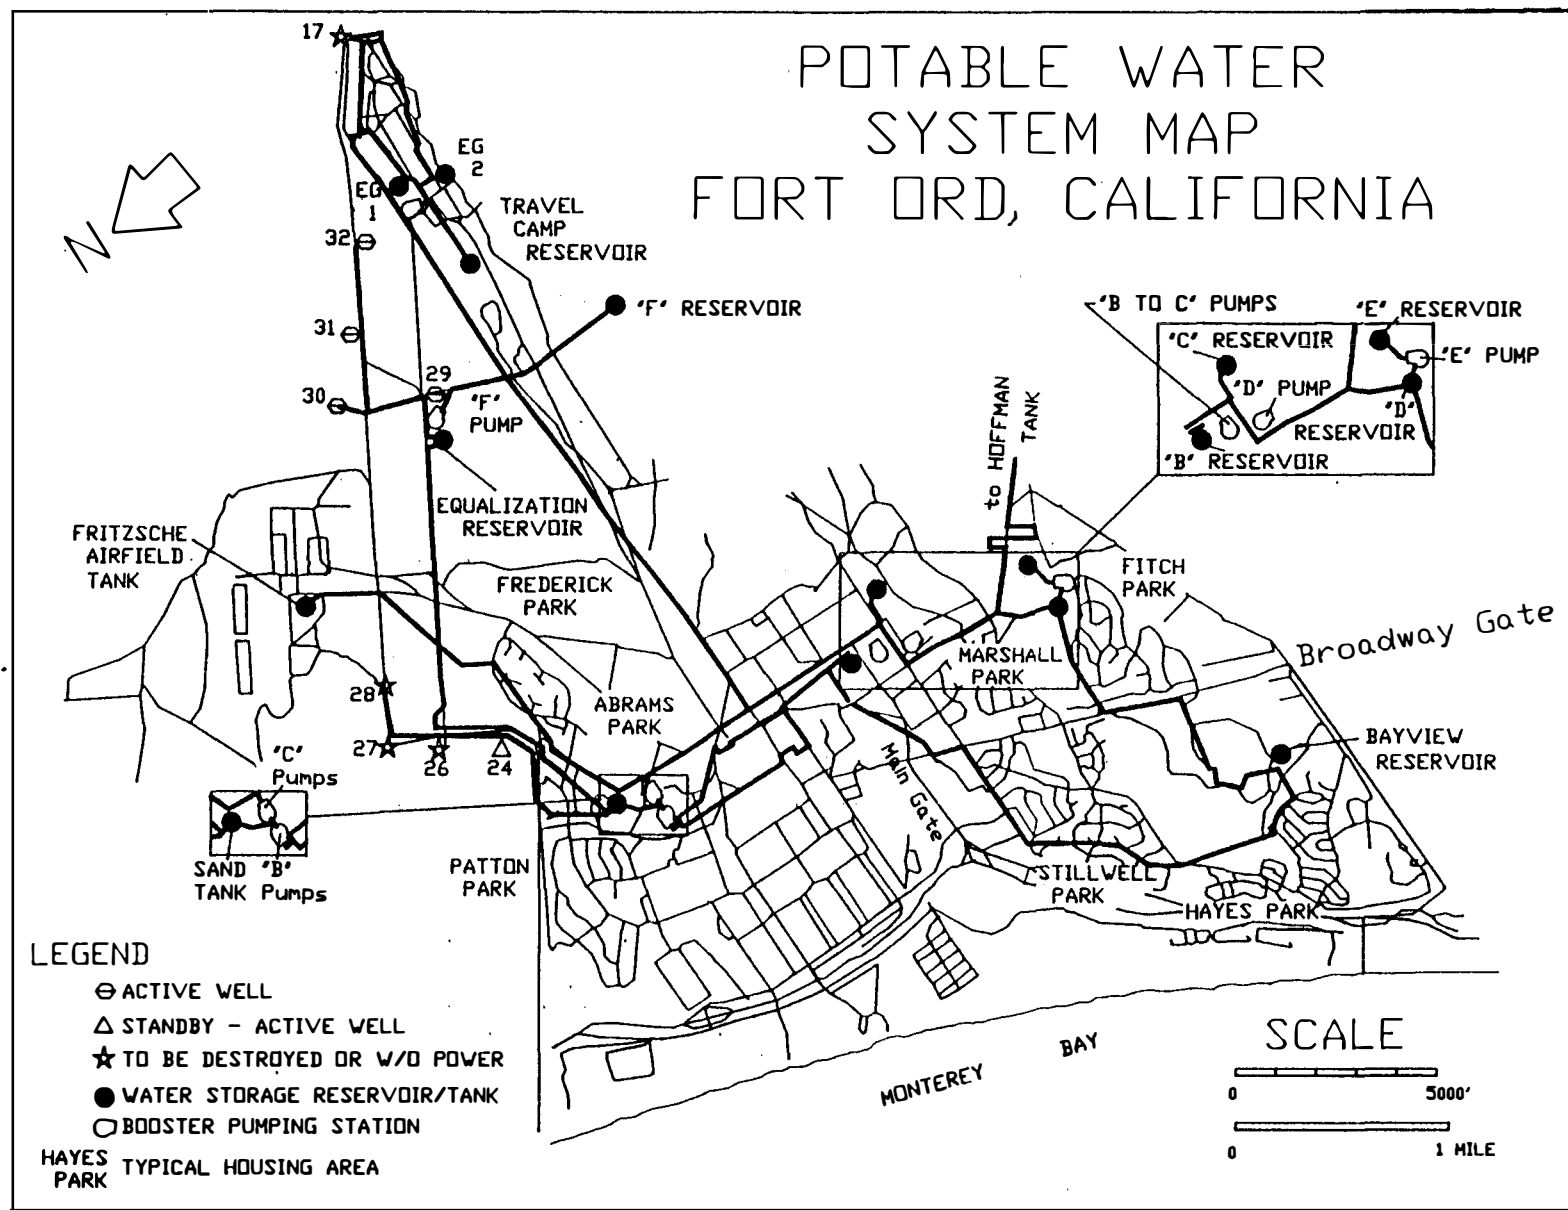 POTABLE WATER
SYSTEM MAP
FORT ORD, CALIFORNIA
17
EG
2
EG
1
N
TRAVEL
CAMP
RESERVOIR
32
31
30
29
"F" RESERVOIR
"F"
PUMP
"B TO C" PUMPS
"E" RESERVOIR
"C" RESERVOIR
"E" PUMP
"D" PUMP
"D"
RESERVOIR
"B" RESERVOIR
to HOFFMAN
TANK
EQUALIZATION
RESERVOIR
FRITZSCHE
AIRFIELD
TANK
FREDERICK
PARK
FITCH
PARK
Broadway Gate
MARSHALL
PARK
28
ABRAMS
PARK
27
26
24
"C"
Pumps
Main Gate
BAYVIEW
RESERVOIR
SAND "B"
TANK Pumps
PATTON
PARK
STILLWELL
PARK
HAYES PARK
LEGEND
ACTIVE WELL
STANDBY - ACTIVE WELL
TO BE DESTROYED OR W/O POWER
WATER STORAGE RESERVOIR/TANK
BOOSTER PUMPING STATION
HAYES
PARK TYPICAL HOUSING AREA
MONTEREY BAY
SCALE
0 5000'
0 1 MILE